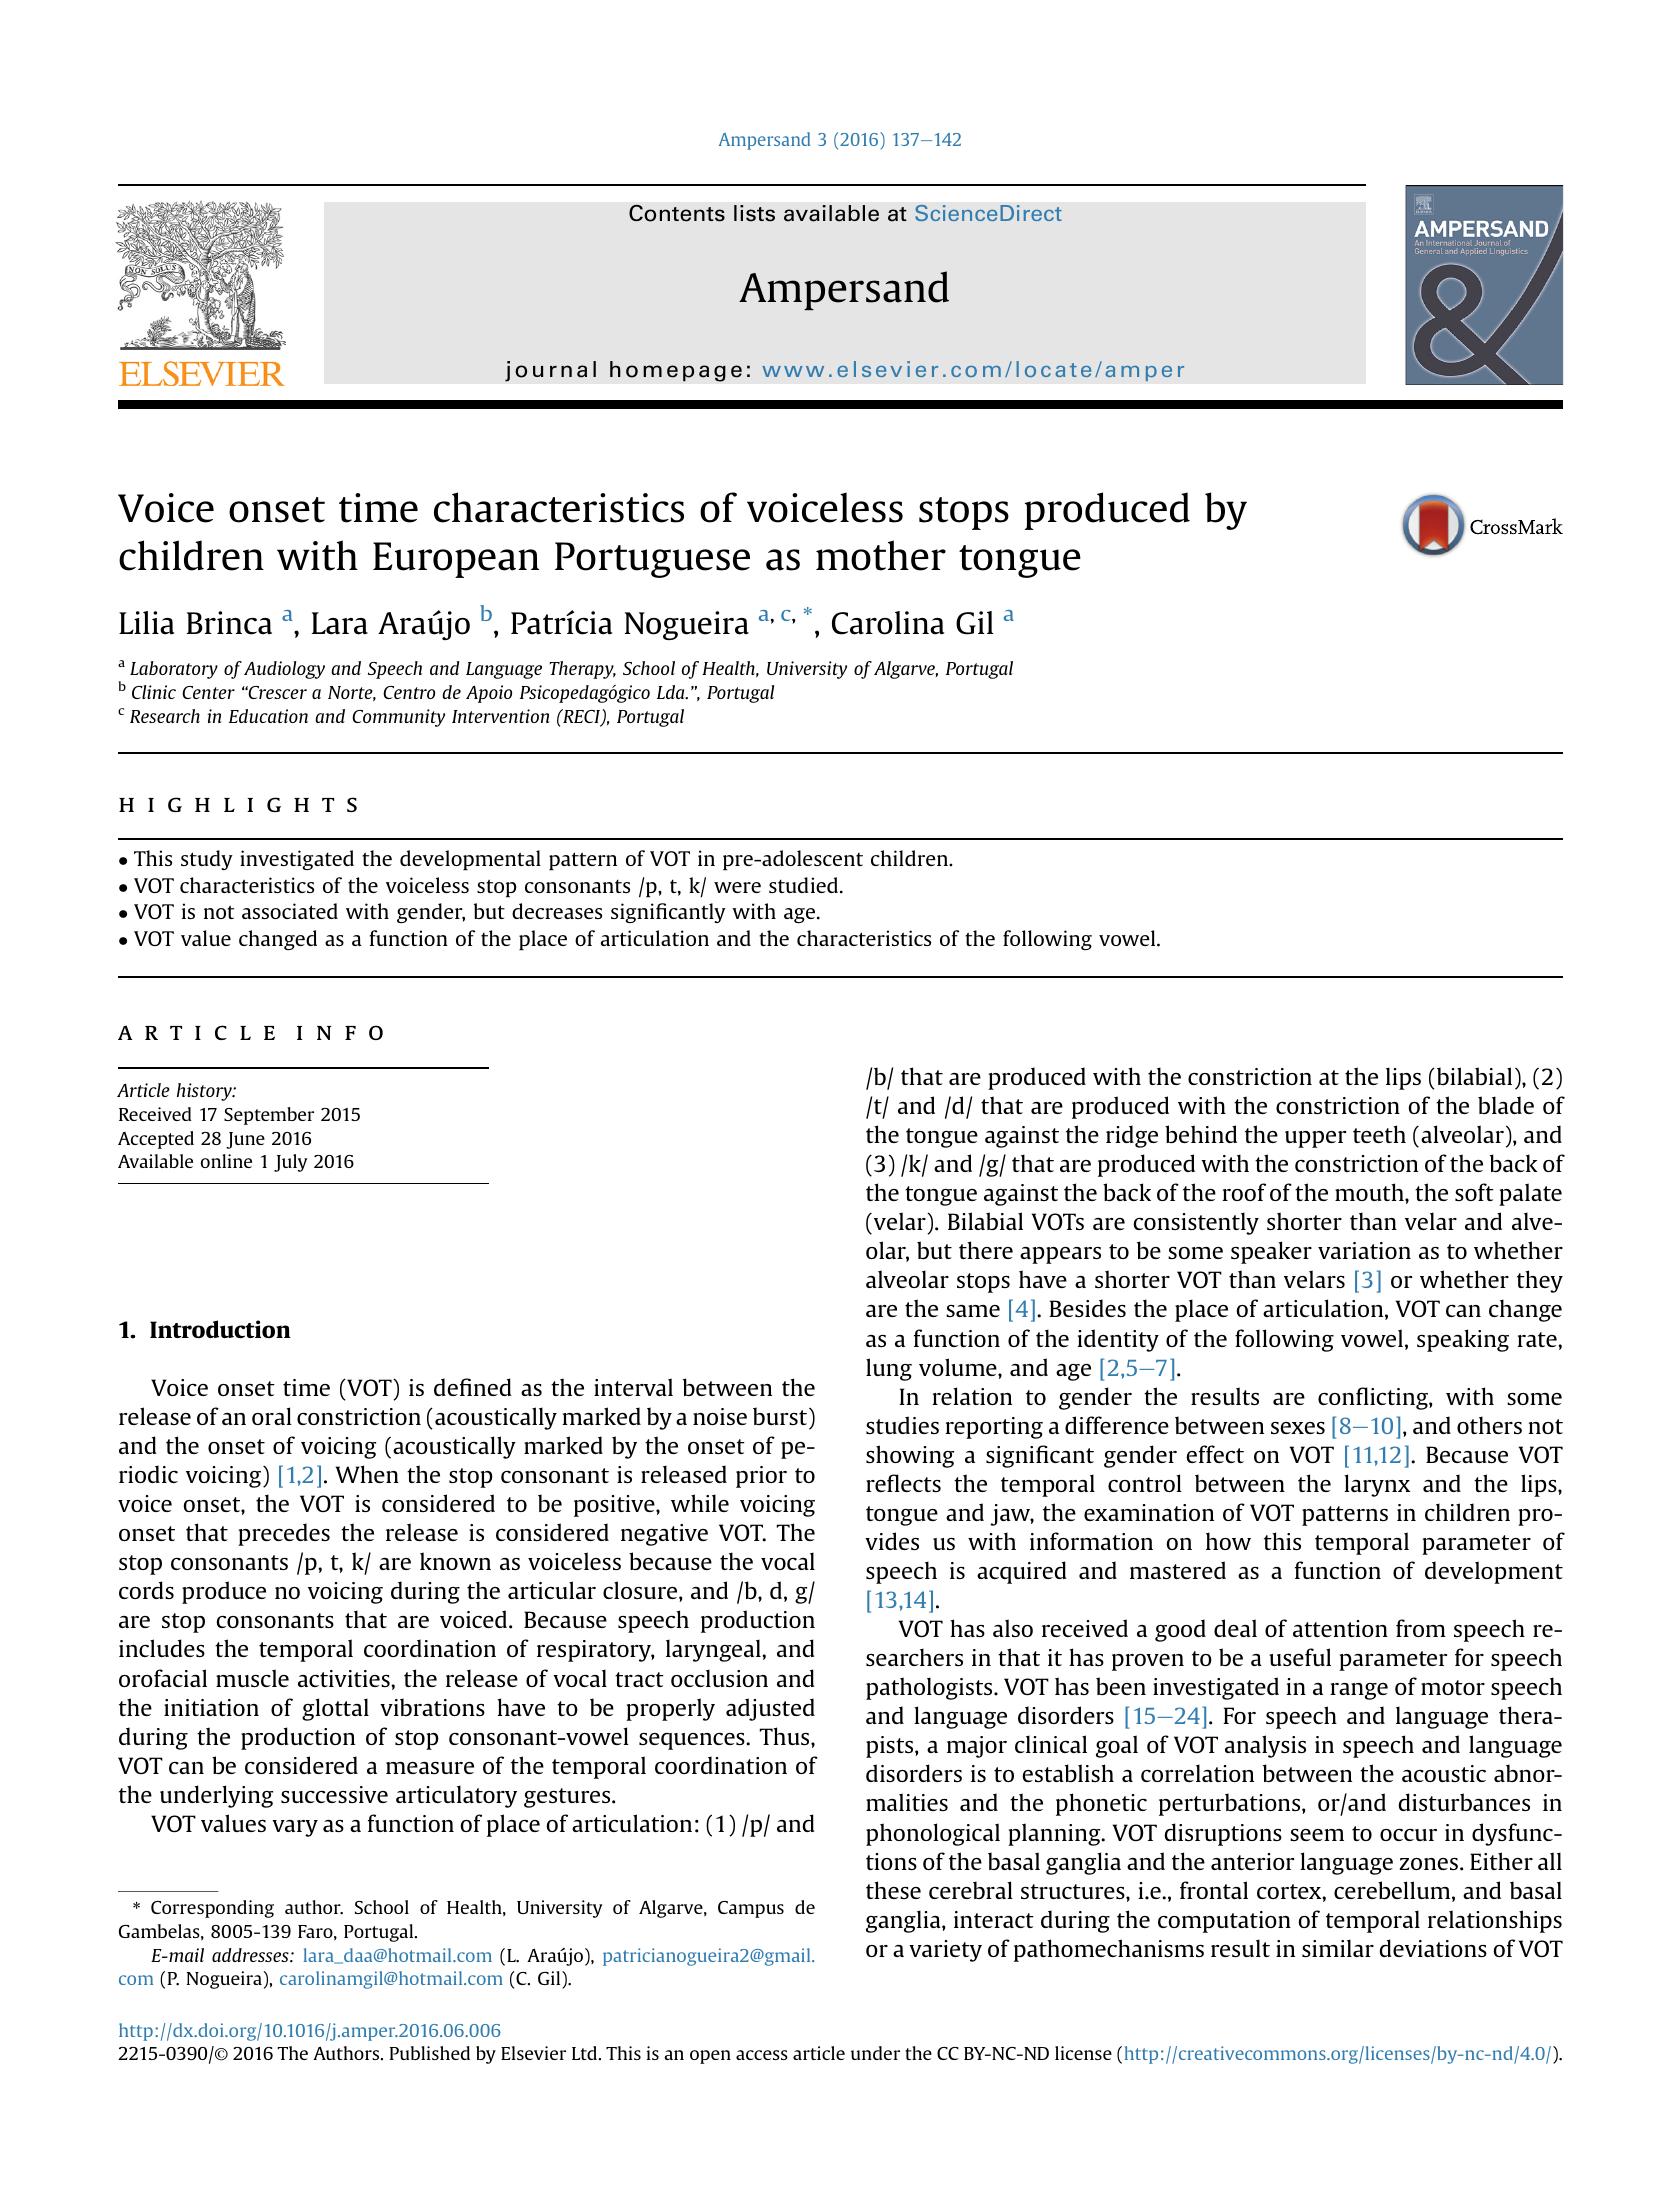 Ampersand 3 (2016) 137–142
Contents lists available at ScienceDirect
Ampersand
journal homepage: www.elsevier.com/locate/amper
NON SOLUS
ELSEVIER
AMPERSAND
An International Journal of
General and Applied Linguistics
&
Voice onset time characteristics of voiceless stops produced by
children with European Portuguese as mother tongue
CrossMark
Lilia Brinca a, Lara Araújo b, Patrícia Nogueira a, c, *, Carolina Gil a
a Laboratory of Audiology and Speech and Language Therapy, School of Health, University of Algarve, Portugal
b Clinic Center “Crescer a Norte, Centro de Apoio Psicopedagógico Lda.”, Portugal
c Research in Education and Community Intervention (RECI), Portugal
HIGHLIGHTS
• This study investigated the developmental pattern of VOT in pre-adolescent children.
• VOT characteristics of the voiceless stop consonants /p, t, k/ were studied.
• VOT is not associated with gender, but decreases significantly with age.
• VOT value changed as a function of the place of articulation and the characteristics of the following vowel.
ARTICLE INFO
Article history:
Received 17 September 2015
Accepted 28 June 2016
Available online 1 July 2016
1. Introduction
Voice onset time (VOT) is defined as the interval between the
release of an oral constriction (acoustically marked by a noise burst)
and the onset of voicing (acoustically marked by the onset of pe-
riodic voicing) [1,2]. When the stop consonant is released prior to
voice onset, the VOT is considered to be positive, while voicing
onset that precedes the release is considered negative VOT. The
stop consonants /p, t, k/ are known as voiceless because the vocal
cords produce no voicing during the articular closure, and /b, d, g/
are stop consonants that are voiced. Because speech production
includes the temporal coordination of respiratory, laryngeal, and
orofacial muscle activities, the release of vocal tract occlusion and
the initiation of glottal vibrations have to be properly adjusted
during the production of stop consonant-vowel sequences. Thus,
VOT can be considered a measure of the temporal coordination of
the underlying successive articulatory gestures.
VOT values vary as a function of place of articulation: (1) /p/ and
/b/ that are produced with the constriction at the lips (bilabial), (2)
/t/ and /d/ that are produced with the constriction of the blade of
the tongue against the ridge behind the upper teeth (alveolar), and
(3) /k/ and /g/ that are produced with the constriction of the back of
the tongue against the back of the roof of the mouth, the soft palate
(velar). Bilabial VOTs are consistently shorter than velar and alve-
olar, but there appears to be some speaker variation as to whether
alveolar stops have a shorter VOT than velars [3] or whether they
are the same [4]. Besides the place of articulation, VOT can change
as a function of the identity of the following vowel, speaking rate,
lung volume, and age [2,5–7].
In relation to gender the results are conflicting, with some
studies reporting a difference between sexes [8–10], and others not
showing a significant gender effect on VOT [11,12]. Because VOT
reflects the temporal control between the larynx and the lips,
tongue and jaw, the examination of VOT patterns in children pro-
vides us with information on how this temporal parameter of
speech is acquired and mastered as a function of development
[13,14].
VOT has also received a good deal of attention from speech re-
searchers in that it has proven to be a useful parameter for speech
pathologists. VOT has been investigated in a range of motor speech
and language disorders [15–24]. For speech and language thera-
pists, a major clinical goal of VOT analysis in speech and language
disorders is to establish a correlation between the acoustic abnor-
malities and the phonetic perturbations, or/and disturbances in
phonological planning. VOT disruptions seem to occur in dysfunc-
tions of the basal ganglia and the anterior language zones. Either all
these cerebral structures, i.e., frontal cortex, cerebellum, and basal
ganglia, interact during the computation of temporal relationships
or a variety of pathomechanisms result in similar deviations of VOT
* Corresponding author. School of Health, University of Algarve, Campus de
Gambelas, 8005-139 Faro, Portugal.
E-mail addresses: lara_daa@hotmail.com (L. Araújo), patricianogueira2@gmail.
com (P. Nogueira), carolinamgil@hotmail.com (C. Gil).
http://dx.doi.org/10.1016/j.amper.2016.06.006
2215-0390/© 2016 The Authors. Published by Elsevier Ltd. This is an open access article under the CC BY-NC-ND license (http://creativecommons.org/licenses/by-nc-nd/4.0/).